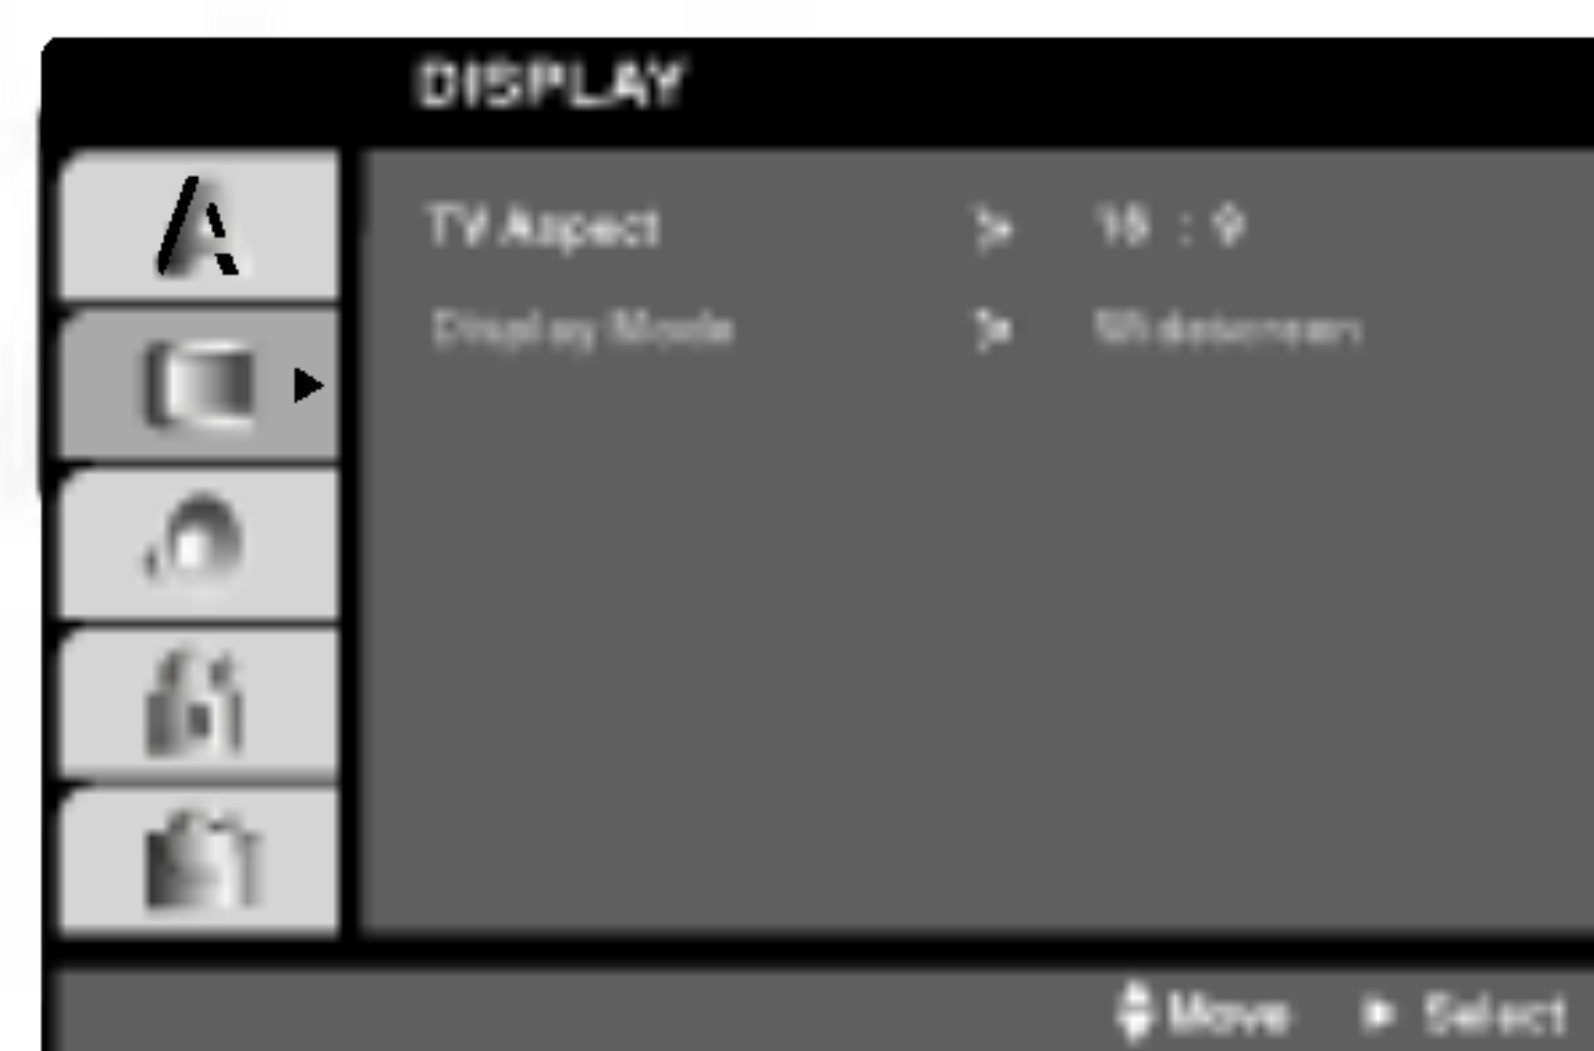 DISPLAY
A
TV Aspect > 16 : 9
Display Mode > Widescreen
Move Select